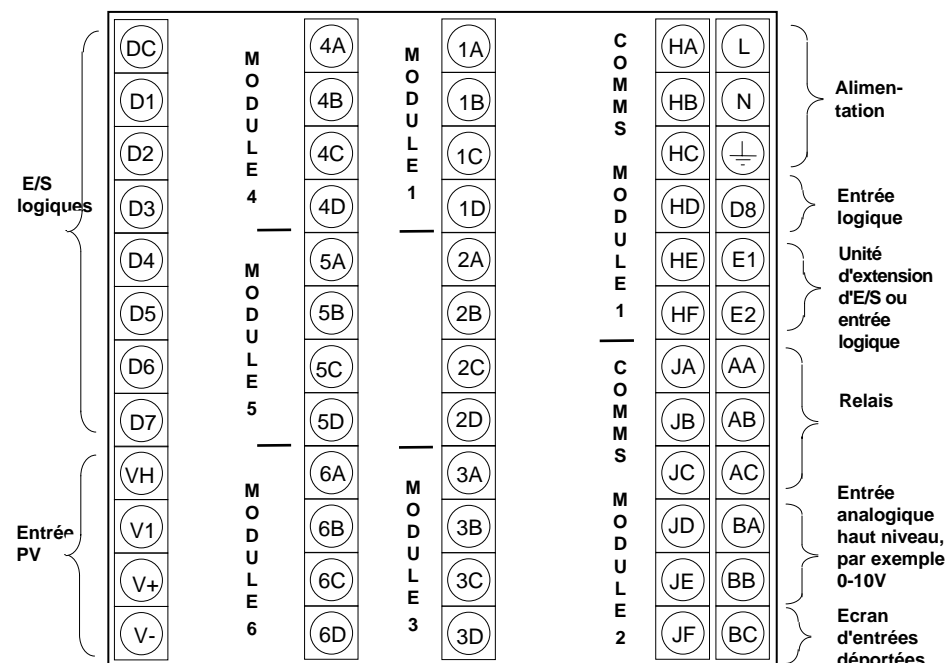 E/S
logiques
Entrée
PV
DC
D1
D2
D3
D4
D5
D6
D7
VH
V1
V+
V-
MODULE 4
MODULE 5
MODULE 6
4A
4B
4C
4D
5A
5B
5C
5D
6A
6B
6C
6D
MODULE 1
MODULE 3
1A
1B
1C
1D
2A
2B
2C
2D
3A
3B
3C
3D
COMMS MODULE 1
COMMS MODULE 2
HA
HB
HC
HD
HE
HF
JA
JB
JC
JD
JE
JF
L
N
D8
E1
E2
AA
AB
AC
BA
BB
BC
Alimen-
tation
Entrée
logique
Unité
d'extension
d'E/S ou
entrée
logique
Relais
Entrée
analogique
haut niveau,
par exemple
0-10V
Ecran
d'entrées
déportées